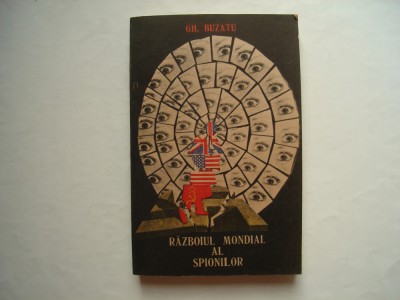 GH. BUZATU
RĂZBOIUL MONDIAL
AL
SPIONILOR